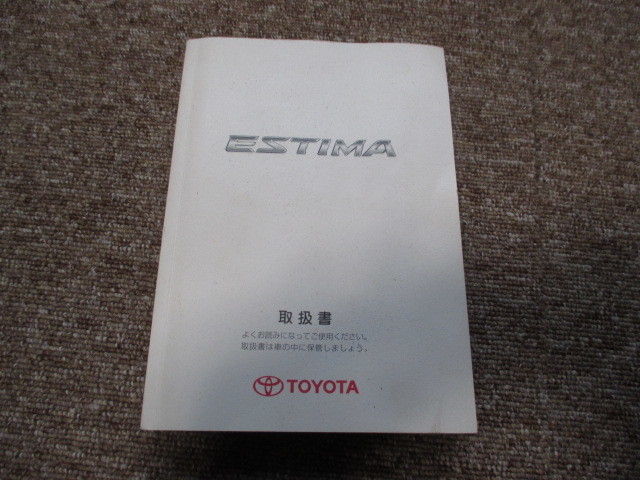 ESTIMA
取扱書
よくお読みになってご使用ください。
取扱書は車の中に保管しましょう。
TOYOTA